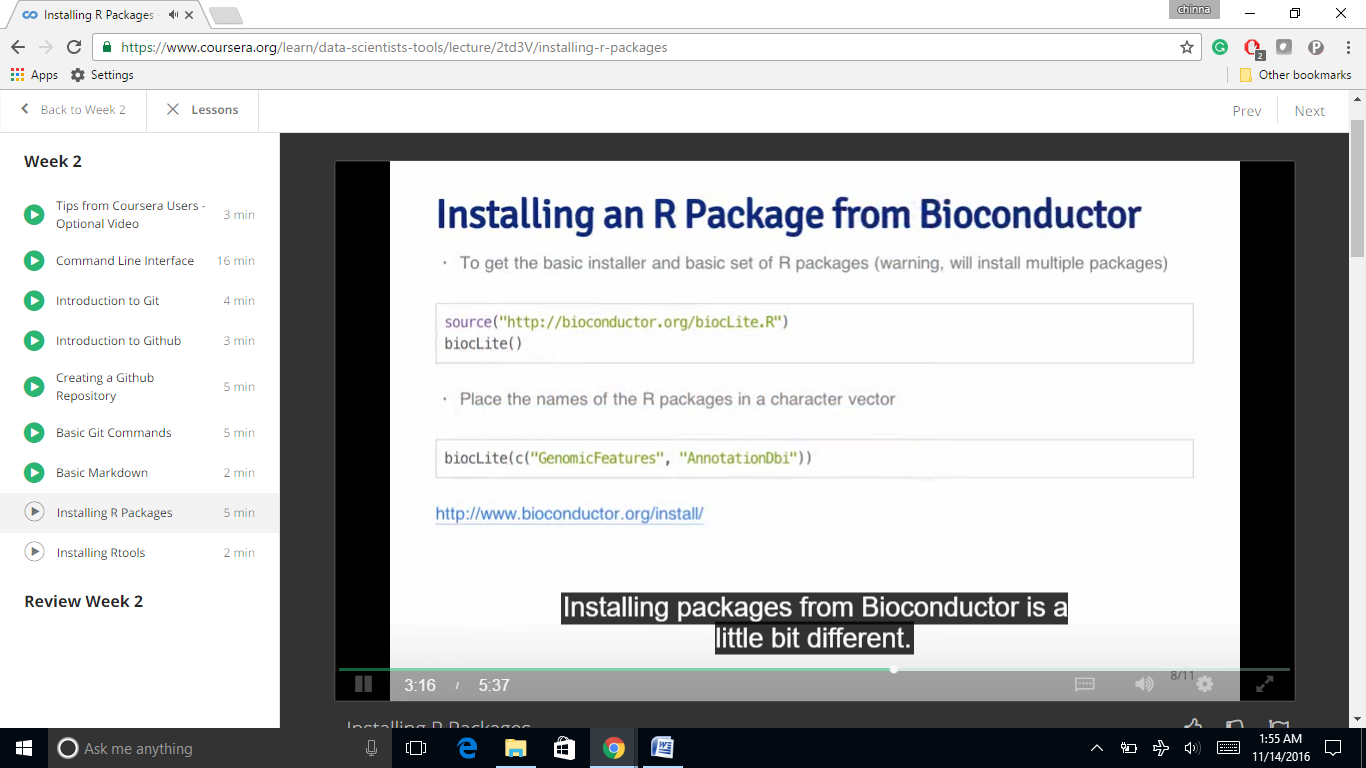 Installing R Packages
chinna
https://www.coursera.org/learn/data-scientists-tools/lecture/2td3V/installing-r-packages
2
Apps
Settings
Other bookmarks
Back to Week 2
Lessons
Prev
Next
Week 2
Tips from Coursera Users -
Optional Video
3 min
Command Line Interface
16 min
Introduction to Git
4 min
Introduction to Github
3 min
Creating a Github
Repository
5 min
Basic Git Commands
5 min
Basic Markdown
2 min
Installing R Packages
5 min
Installing Rtools
2 min
Review Week 2
Installing an R Package from Bioconductor
· To get the basic installer and basic set of R packages (warning, will install multiple packages)
source("http://bioconductor.org/biocLite.R")
biocLite()
· Place the names of the R packages in a character vector
biocLite(c("GenomicFeatures", "AnnotationDbi"))
http://www.bioconductor.org/install/
Installing packages from Bioconductor is a
little bit different.
3:16 / 5:37
8/11
Installing R Packages
Ask me anything
1:55 AM
11/14/2016